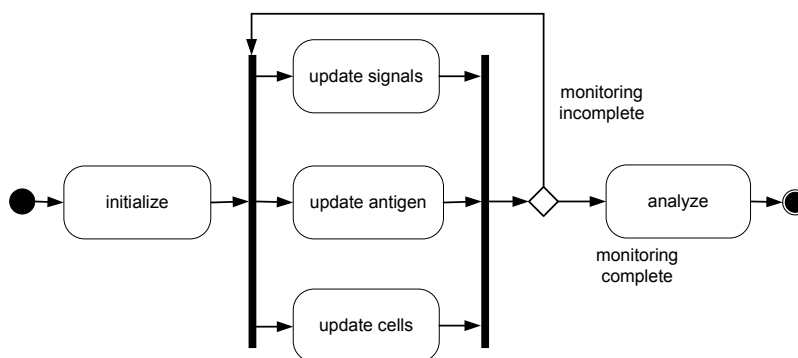 update signals
monitoring
incomplete
initialize
update antigen
analyze
monitoring
complete
update cells